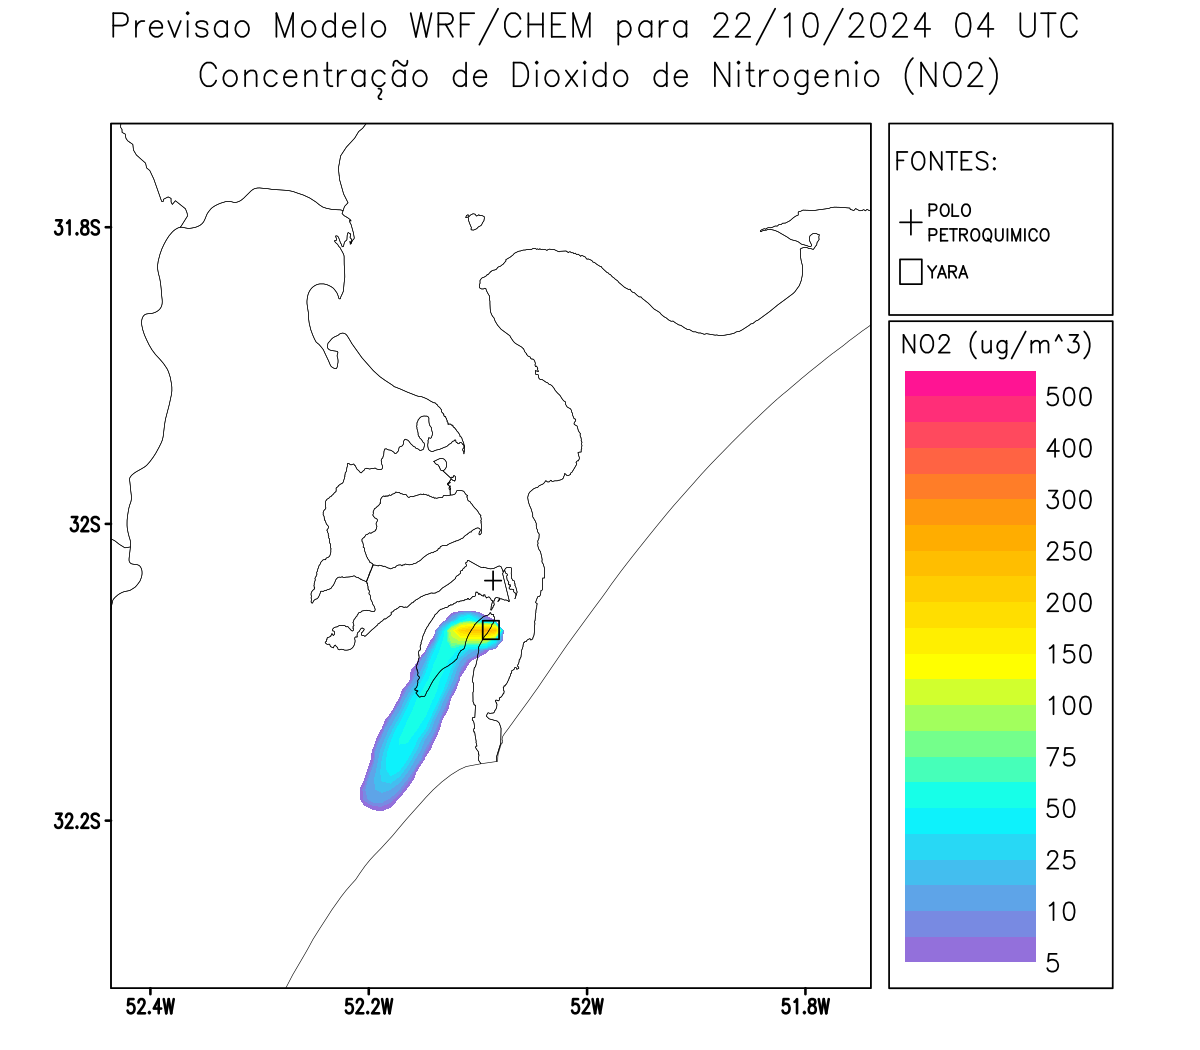 Previsao Modelo WRF/CHEM para 22/10/2024 04 UTC
Concentração de Dioxido de Nitrogenio (NO2)
FONTES:
POLO
PETROQUIMICO
YARA
NO2 (ug/m^3)
500
400
300
250
200
150
100
75
50
25
10
5
31.8S
32S
32.2S
52.4W
52.2W
52W
51.8W